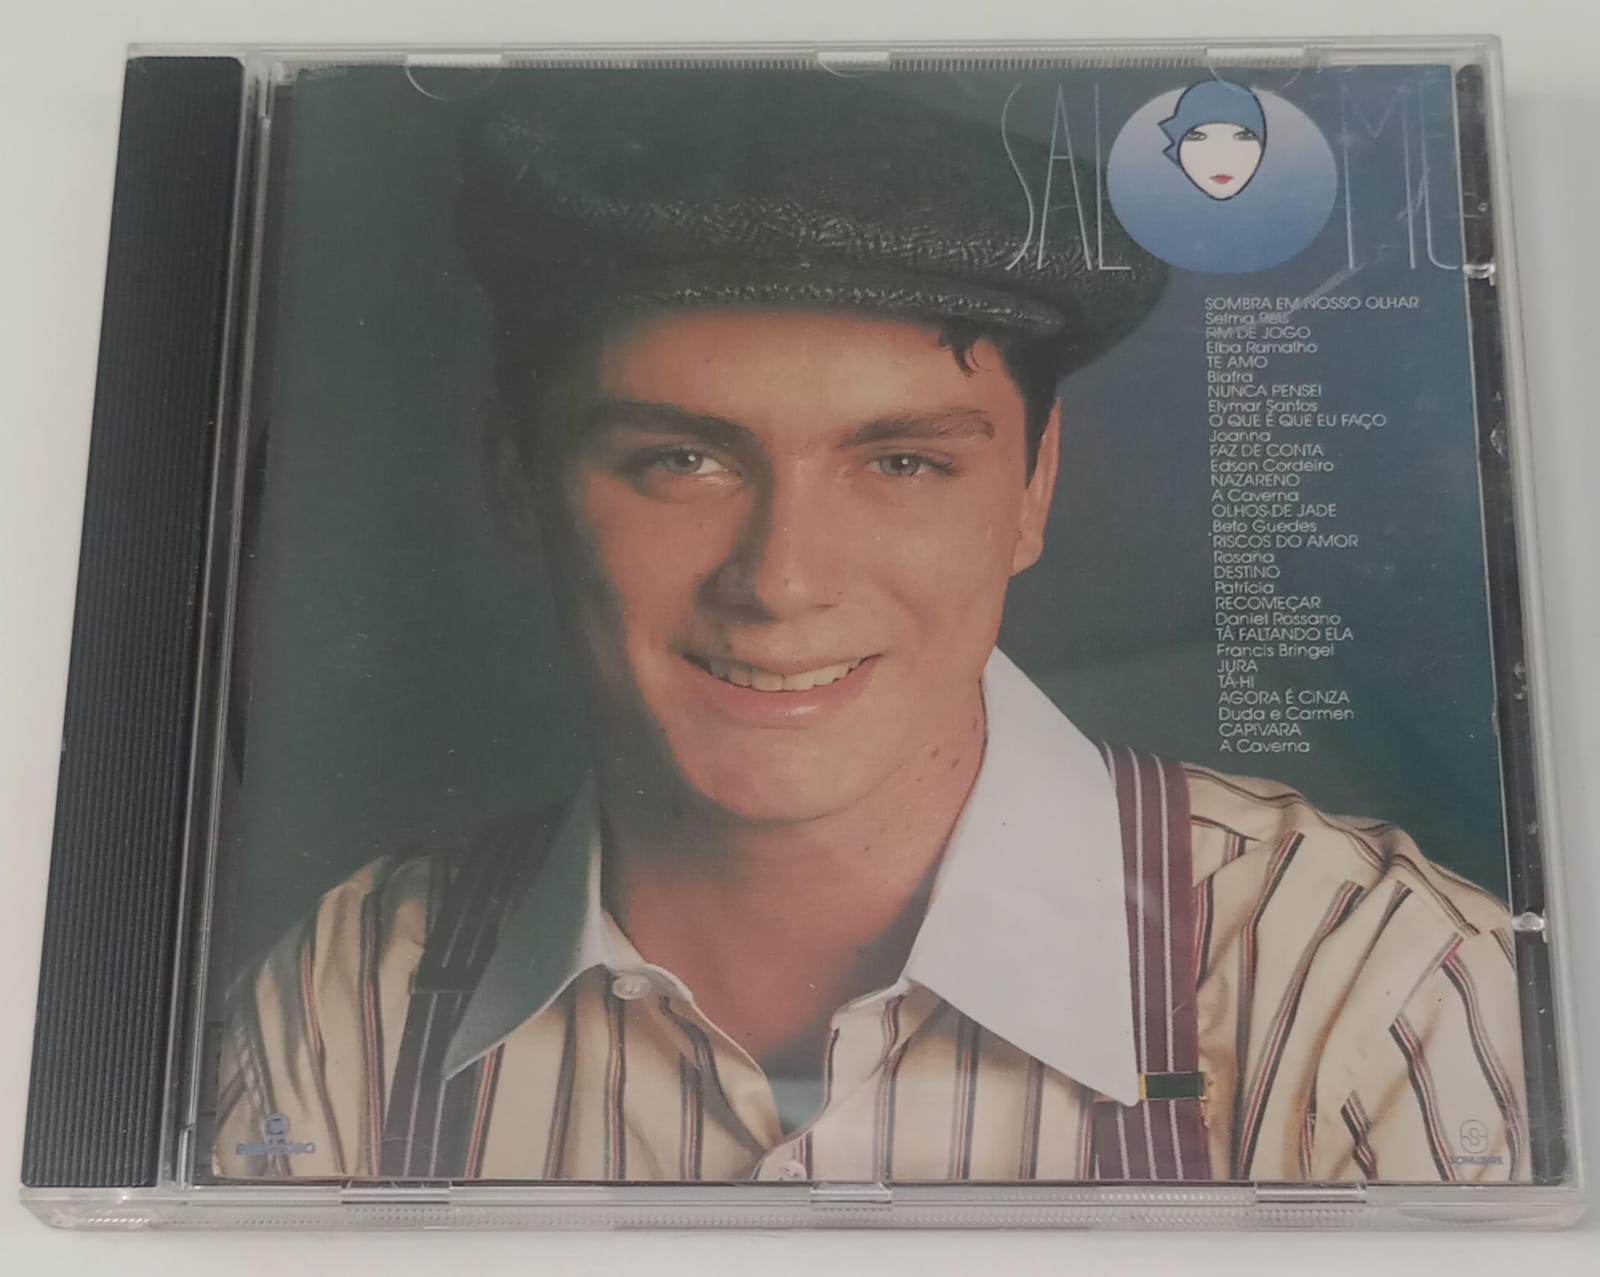 SALOMÉ
SOMBRA EM NOSSO OLHAR
Selma Reis
FIM DE JOGO
Elba Ramalho
TE AMO
Biafra
NUNCA PENSEI
Elymar Santos
O QUE É QUE EU FAÇO
Joanna
FAZ DE CONTA
Edson Cordeiro
NAZARENO
A Caverna
OLHOS DE JADE
Beto Guedes
RISCOS DO AMOR
Rosana
DESTINO
Patrícia
RECOMEÇAR
Daniel Rossano
TÁ FALTANDO ELA
Francis Bringel
JURA
TÁ-HI
AGORA É CINZA
Duda e Carmen
CAPIVARA
A Caverna
SOM LIVRE